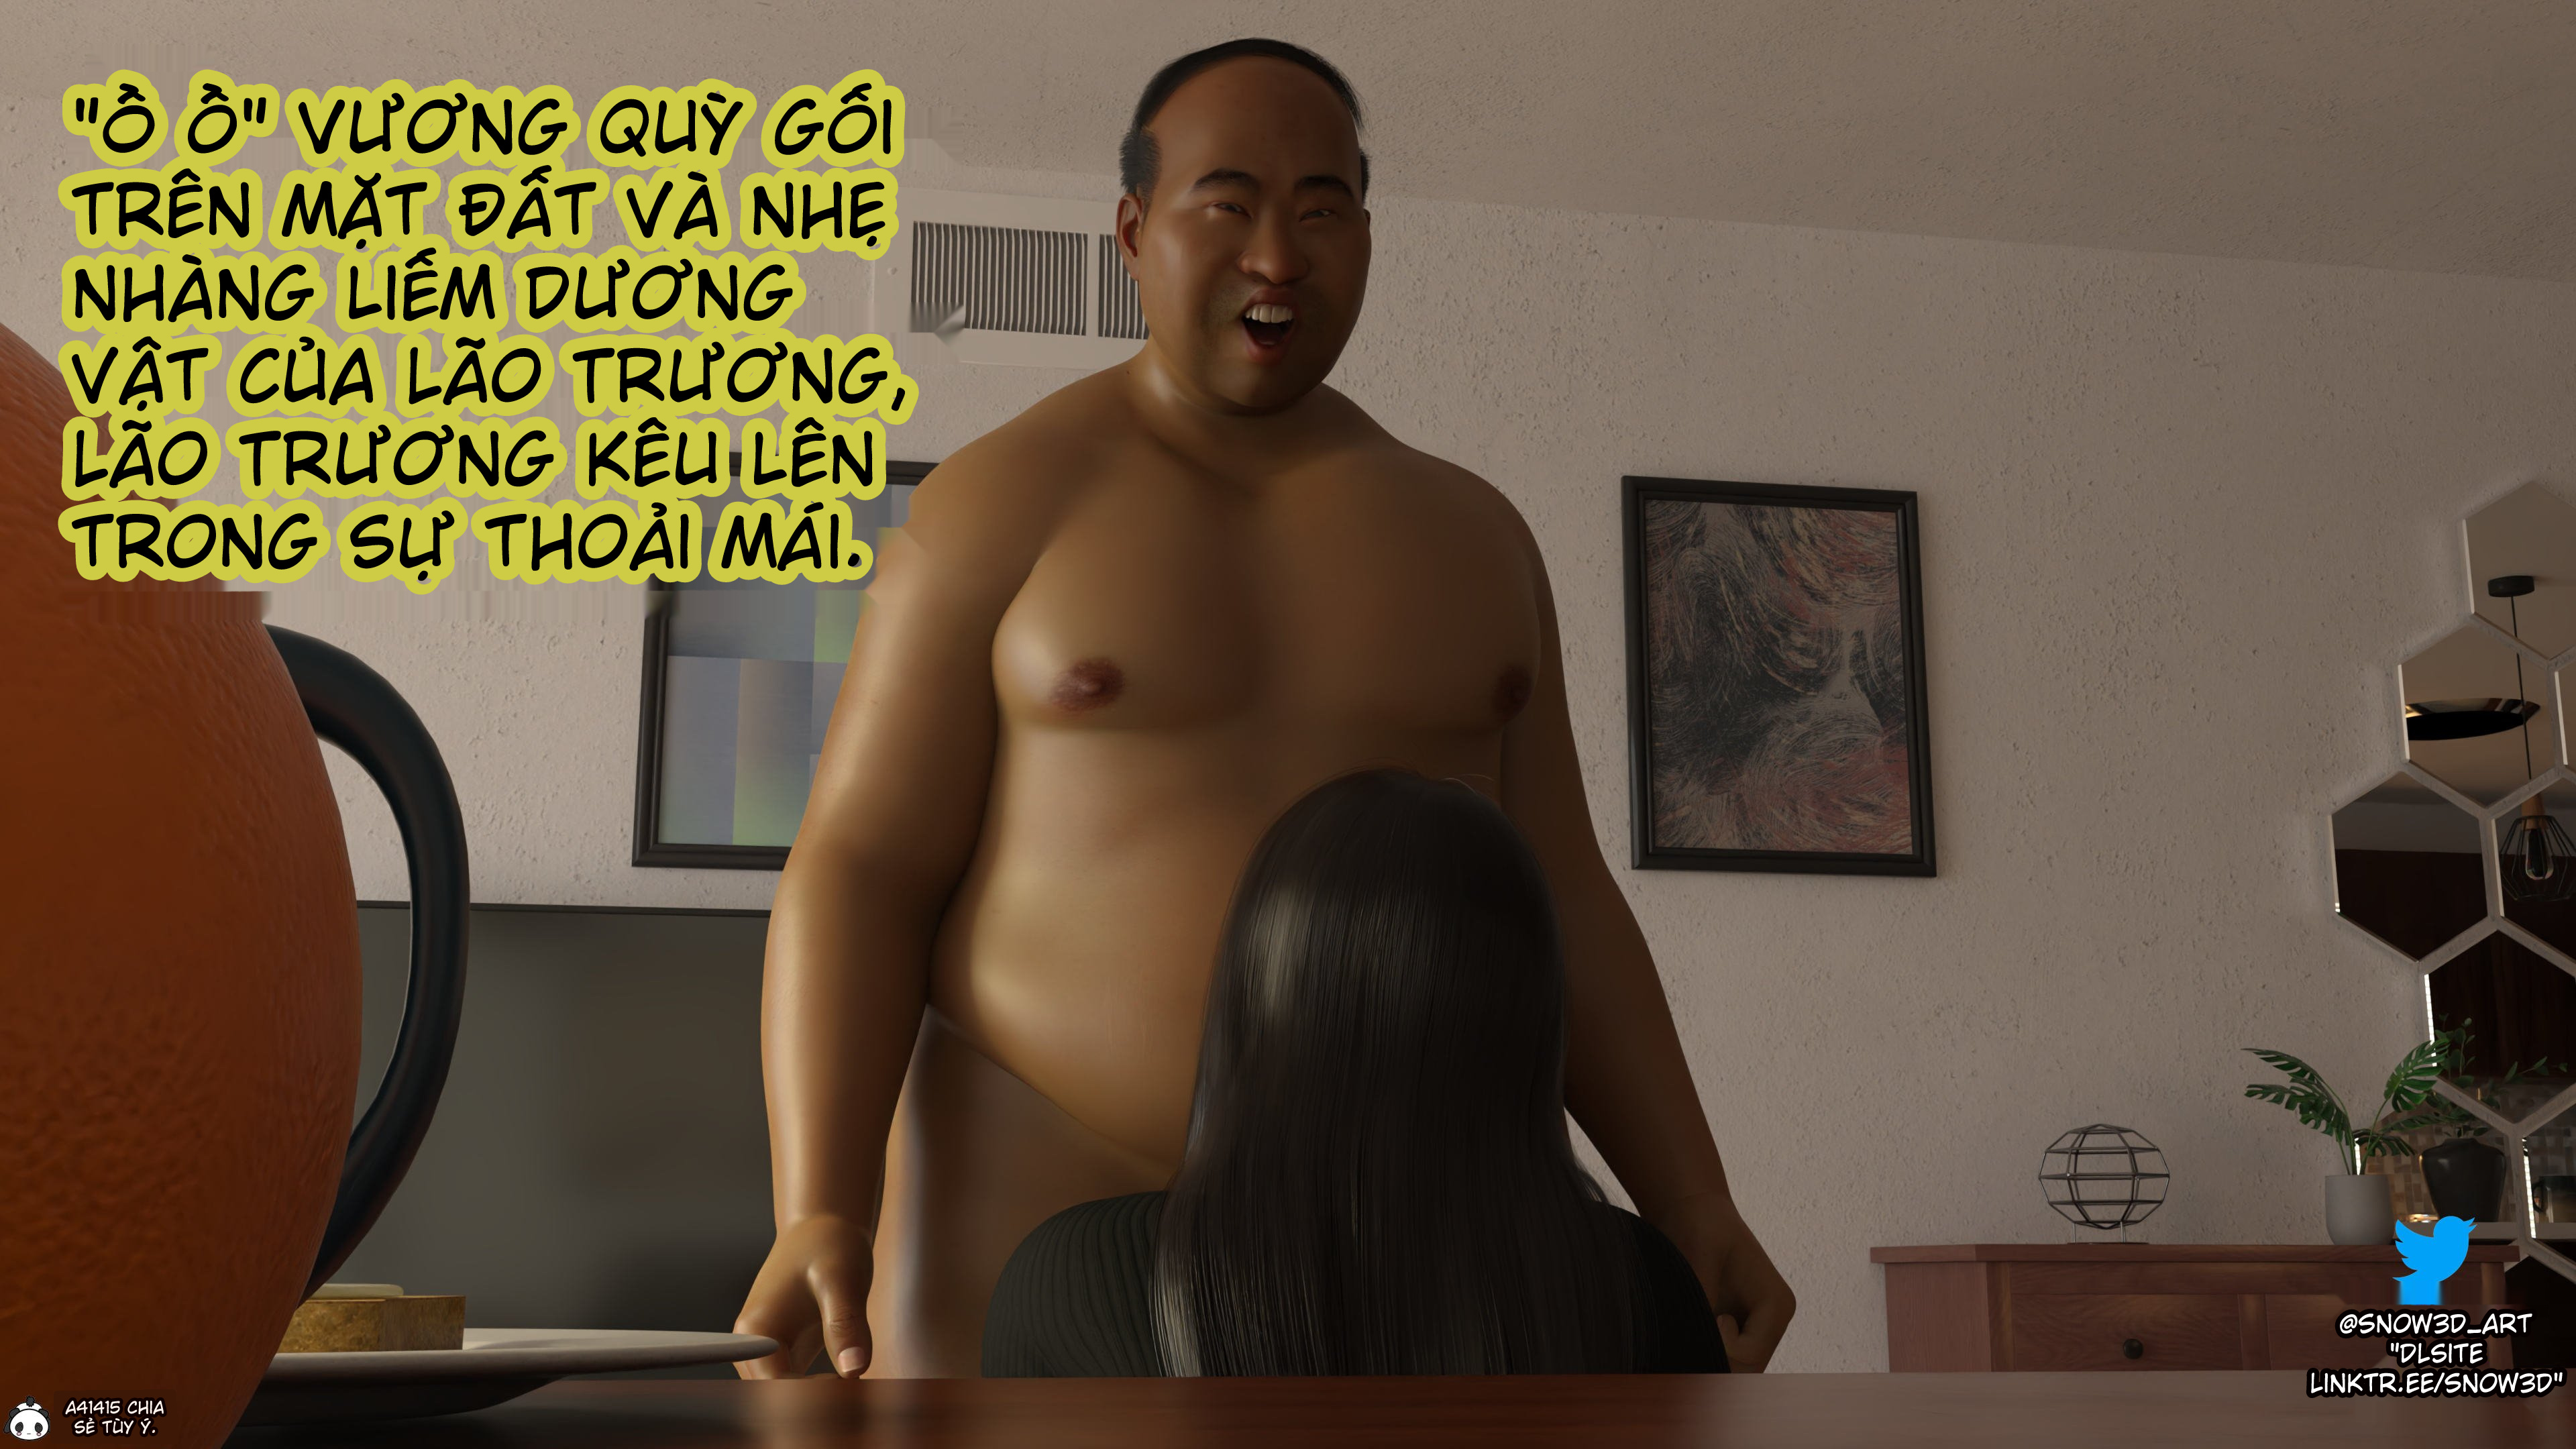 "Ồ Ồ" VƯƠNG QUỲ GỐI
TRÊN MẶT ĐẤT VÀ NHẸ
NHÀNG LIẾM DƯƠNG
VẬT CỦA LÃO TRƯƠNG,
LÃO TRƯƠNG KÊU LÊN
TRONG SỰ THOẢI MÁI.
@SNOW3D_ART
"DLSITE
LINKTR.EE/SNOW3D"
A41415 CHIA
SẺ TÙY Ý.